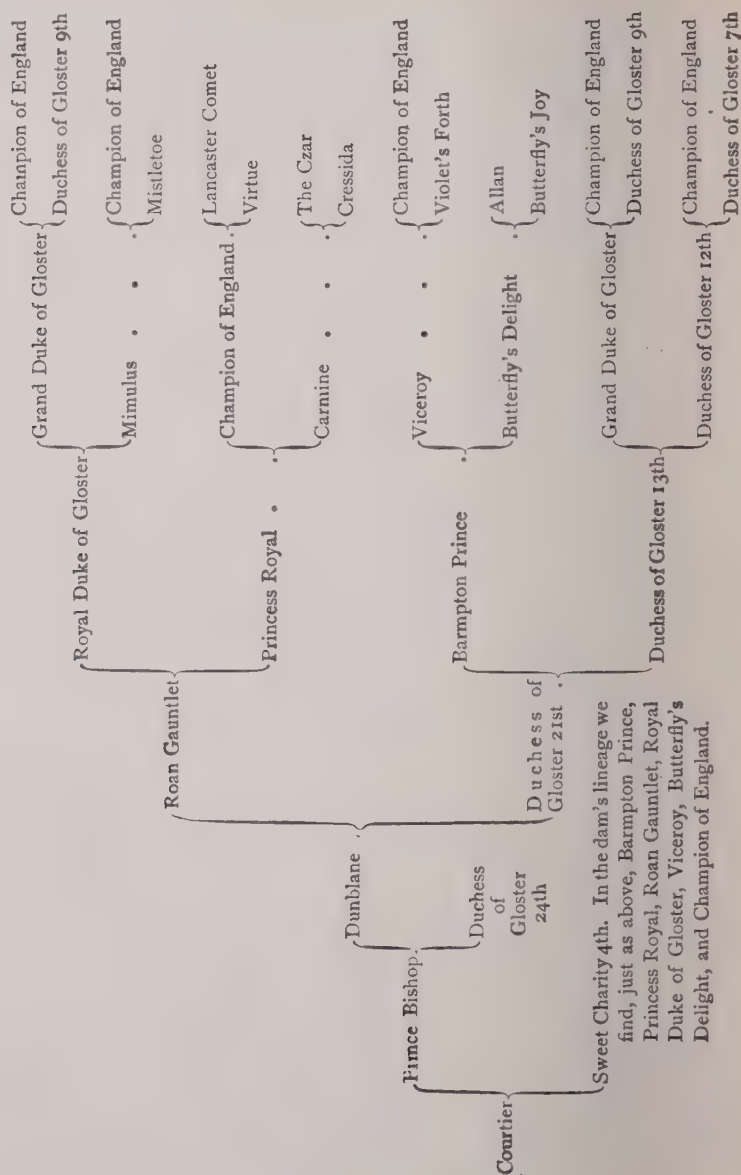 Courtier
Fimce Bishop.
Sweet Charity 4th. In the dam's lineage we
find, just as above, Barmpton Prince,
Princess Royal, Roan Gauntlet, Royal
Duke of Gloster, Viceroy, Butterfly's
Delight, and Champion of England.
Dunblane .
Duchess
of
Gloster
24th
Roan Gauntlet
Duchess of
Gloster 21st .
Royal Duke of Gloster
Princess Royal . .
Barmpton Prince .
Duchess of Gloster 13th
Grand Duke of Gloster
Mimulus . . .
Champion of England .
Carmine . . .
Viceroy . . .
Butterfly's Delight .
Grand Duke of Gloster
Duchess of Gloster 12th
Champion of England
Duchess of Gloster 9th
Champion of England
Mistletoe
Lancaster Comet
Virtue
The Czar
Cressida
Champion of England
Violet's Forth
Allan
Butterfly's Joy
Champion of England
Duchess of Gloster 9th
Champion of England
Duchess of Gloster 7th